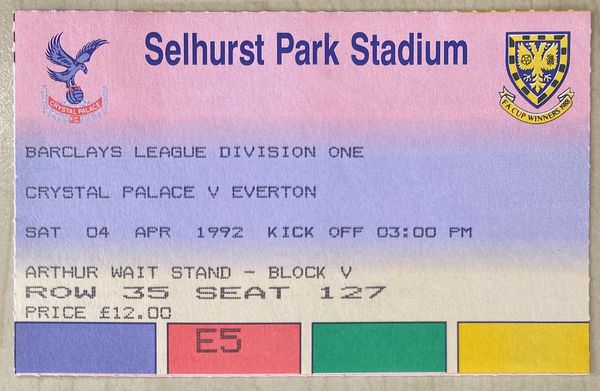 Selhurst Park Stadium
CRYSTAL PALACE
FC
F.A CUP WINNERS 1988
BARCLAYS LEAGUE DIVISION ONE
CRYSTAL PALACE V EVERTON
SAT 04 APR 1992 KICK OFF 03:00 PM
ARTHUR WAIT STAND - BLOCK V
ROW 35 SEAT 127
PRICE £12.00
E5